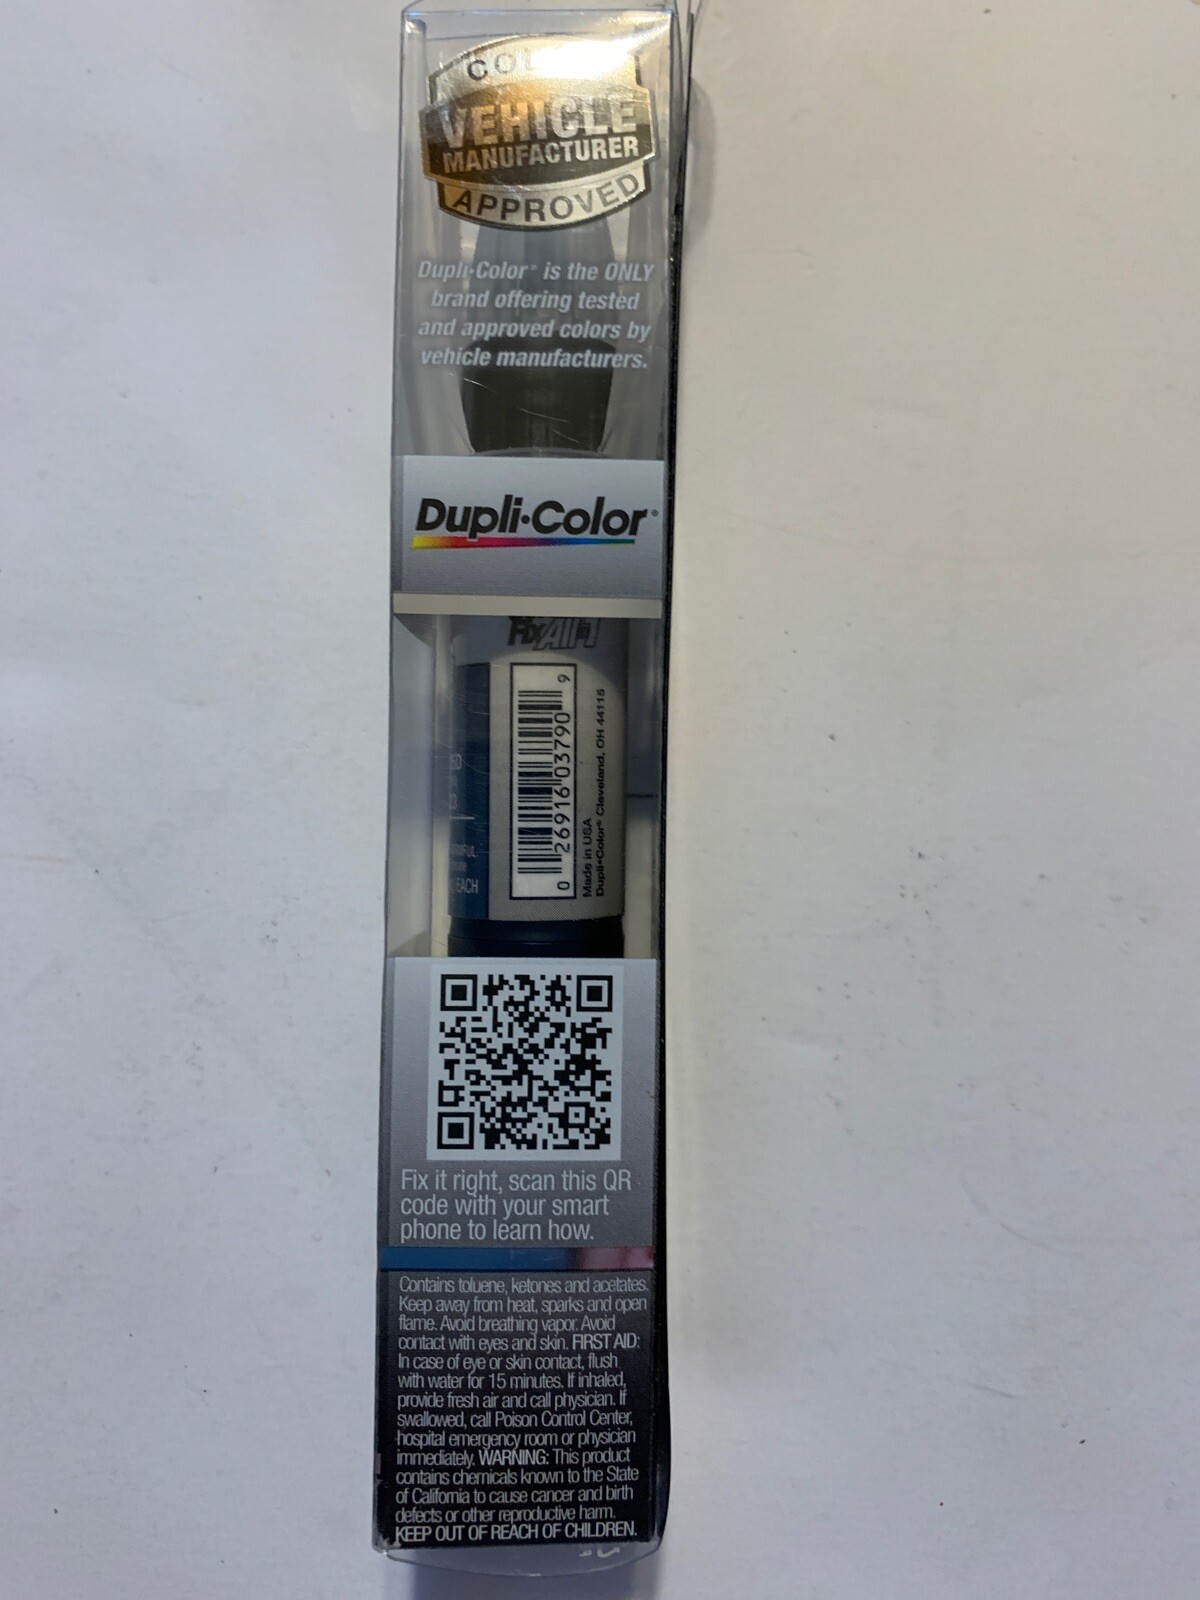 VEHICLE
MANUFACTURER
APPROVED
Dupli•Color® is the ONLY
brand offering tested
and approved colors by
vehicle manufacturers.
Dupli•Color®
Fix All-1
0 26916 03790 9
Made in USA
Dupli•Color® Cleveland, OH 44115
EACH
Fix it right, scan this QR
code with your smart
phone to learn how.
Contains toluene, ketones and acetates.
Keep away from heat, sparks and open
flame. Avoid breathing vapor. Avoid
contact with eyes and skin. FIRST AID:
In case of eye or skin contact, flush
with water for 15 minutes. If inhaled,
provide fresh air and call physician. If
swallowed, call Poison Control Center,
hospital emergency room or physician
immediately. WARNING: This product
contains chemicals known to the State
of California to cause cancer and birth
defects or other reproductive harm.
KEEP OUT OF REACH OF CHILDREN.